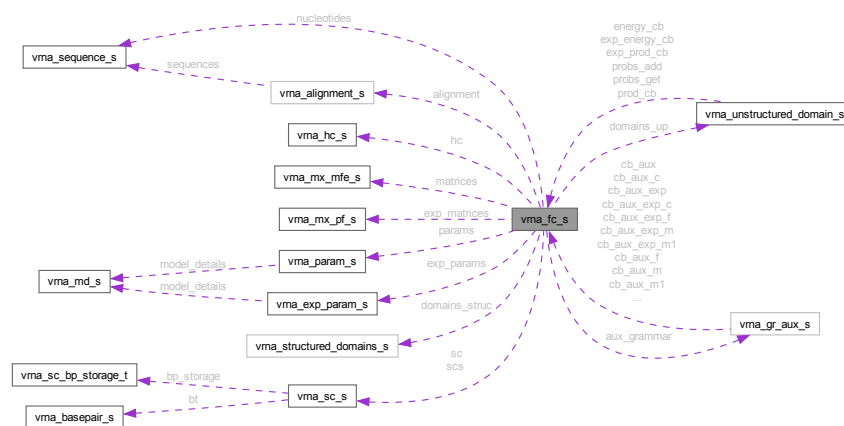 nucleotides
energy_cb
exp_energy_cb
exp_prod_cb
probs_add
probs_get
prod_cb
vrna_sequence_s
sequences
vrna_alignment_s
alignment
vrna_unstructured_domain_s
domains_up
vrna_hc_s
hc
cb_aux
cb_aux_c
cb_aux_exp
cb_aux_exp_c
cb_aux_exp_f
cb_aux_exp_m
cb_aux_exp_m1
cb_aux_f
cb_aux_m
cb_aux_m1
...
vrna_mx_mfe_s
matrices
vrna_mx_pf_s
exp_matrices
vrna_fc_s
params
vrna_param_s
model_details
vrna_md_s
exp_params
model_details
vrna_exp_param_s
domains_struc
vrna_structured_domains_s
vrna_gr_aux_s
aux_grammar
sc
scs
vrna_sc_bp_storage_t
bp_storage
vrna_sc_s
bt
vrna_basepair_s